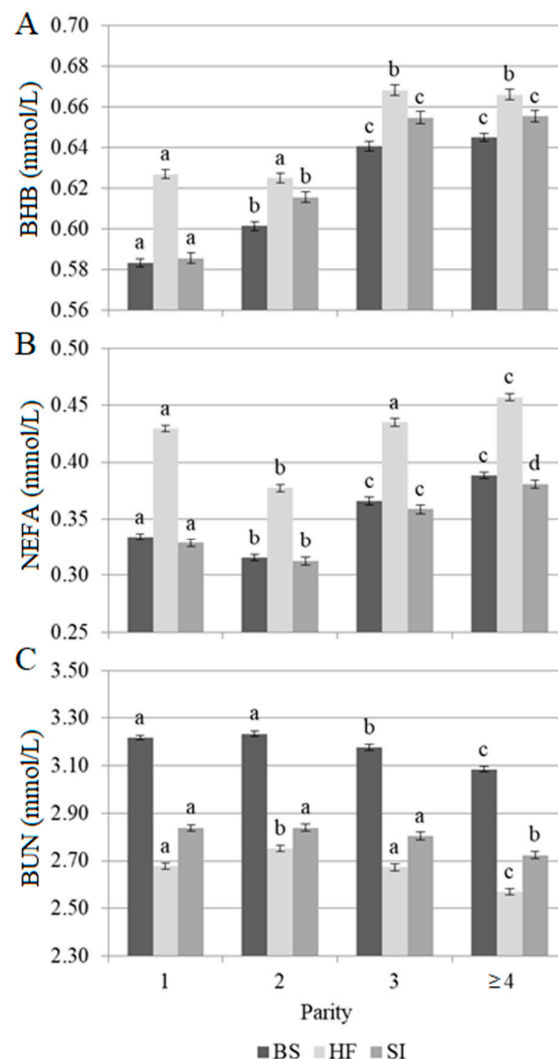 A
BHB (mmol/L)
0.70
0.68
0.66
0.64
0.62
0.60
0.58
0.56
a a a
b a b
c b c
c b c
B
NEFA (mmol/L)
0.50
0.45
0.40
0.35
0.30
0.25
a a a
b b b
c a c
c c d
C
BUN (mmol/L)
3.50
3.30
3.10
2.90
2.70
2.50
2.30
a a a
a b a
b a a
c c b
1 2 3 ≥4
Parity
BS HF SI